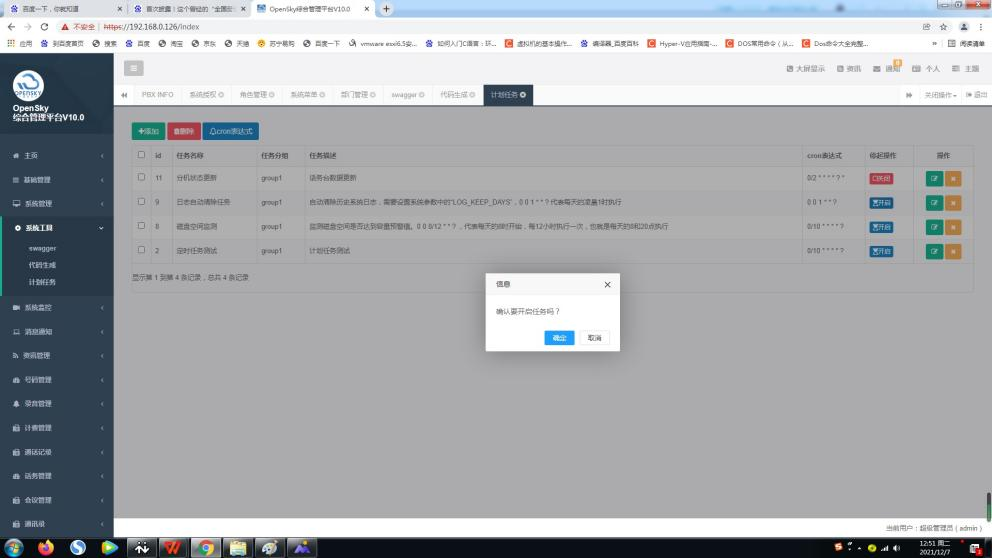 百度一下，你就知道
OpenSky综合管理平台V10.0
不安全 https://192.168.0.126/index
应用 到百度首页 搜索 百度 淘宝 京东 天猫 苏宁易购 百度一下 vmware esxi6.5安... 如何入门C语言：环... 虚拟机的基本操作... 编译器_百度百科 Hyper-V应用指南-... DOS常用命令（从... Dos命令大全完整... » 阅读清单
OPENSKY
OpenSky
综合管理平台V10.0
大屏显示 资讯 通知 个人 主题
PBX INFO 系统授权 角色管理 系统菜单 部门管理 swagger 代码生成 计划任务 关闭操作 退出
添加 删除 cron表达式
id 任务名称 任务分组 任务描述 cron表达式 停起操作 操作
11 分机状态更新 group1 话务台数据更新 0/2 * * * * ? * 关闭
9 日志自动清除任务 group1 自动清除历史系统日志，需要设置系统参数中的"LOG_KEEP_DAYS"，0 0 1 * * ? 代表每天的凌晨1时执行 0 0 1 * * ? 开启
8 磁盘空间监测 group1 监测磁盘空间是否达到容量预警值。0 0 8/12 * * ?，代表每天的8时开始，每12小时执行一次，也就是每天的8和20点执行 0/10 * * * * ? 开启
2 定时任务测试 group1 计划任务测试 0/10 * * * * ? 开启
显示第 1 到第 4 条记录，总共 4 条记录
主页
基础管理
系统管理
系统工具
swagger
代码生成
计划任务
系统监控
消息通知
资讯管理
号码管理
录音管理
计费管理
通话记录
话务管理
会议管理
通讯录
信息
确认要开启任务吗？
确定 取消
当前用户：超级管理员（admin）
12:51 周二
2021/12/7